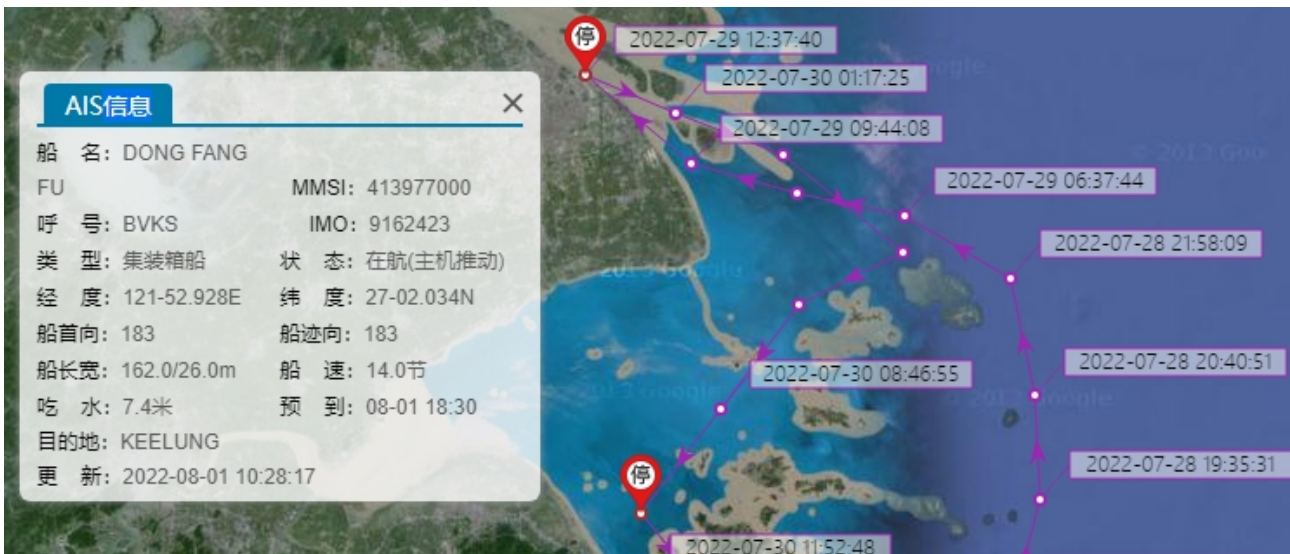 AIS信息
船 名: DONG FANG
FU MMSI: 413977000
呼 号: BVKS IMO: 9162423
类 型: 集装箱船 状 态: 在航(主机推动)
经 度: 121-52.928E 纬 度: 27-02.034N
船首向: 183 船迹向: 183
船长宽: 162.0/26.0m 船 速: 14.0节
吃 水: 7.4米 预 到: 08-01 18:30
目的地: KEELUNG
更 新: 2022-08-01 10:28:17
停
2022-07-29 12:37:40
2022-07-30 01:17:25
2022-07-29 09:44:08
2022-07-29 06:37:44
2022-07-28 21:58:09
2022-07-28 20:40:51
2022-07-30 08:46:55
2022-07-28 19:35:31
停
2022-07-30 11:52:48